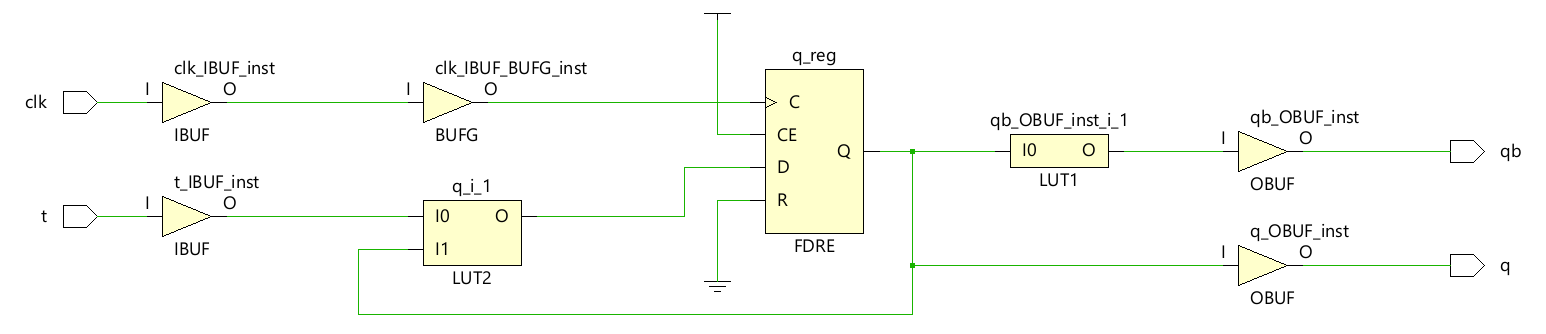 q_reg
clk_IBUF_inst
clk_IBUF_BUFG_inst
clk
I
O
I
O
C
IBUF
BUFG
CE
qb_OBUF_inst_i_1
qb_OBUF_inst
I
O
Q
I0
O
qb
D
LUT1
OBUF
t_IBUF_inst
q_i_1
I
O
R
t
I0
O
IBUF
I1
LUT2
FDRE
q_OBUF_inst
I
O
q
OBUF